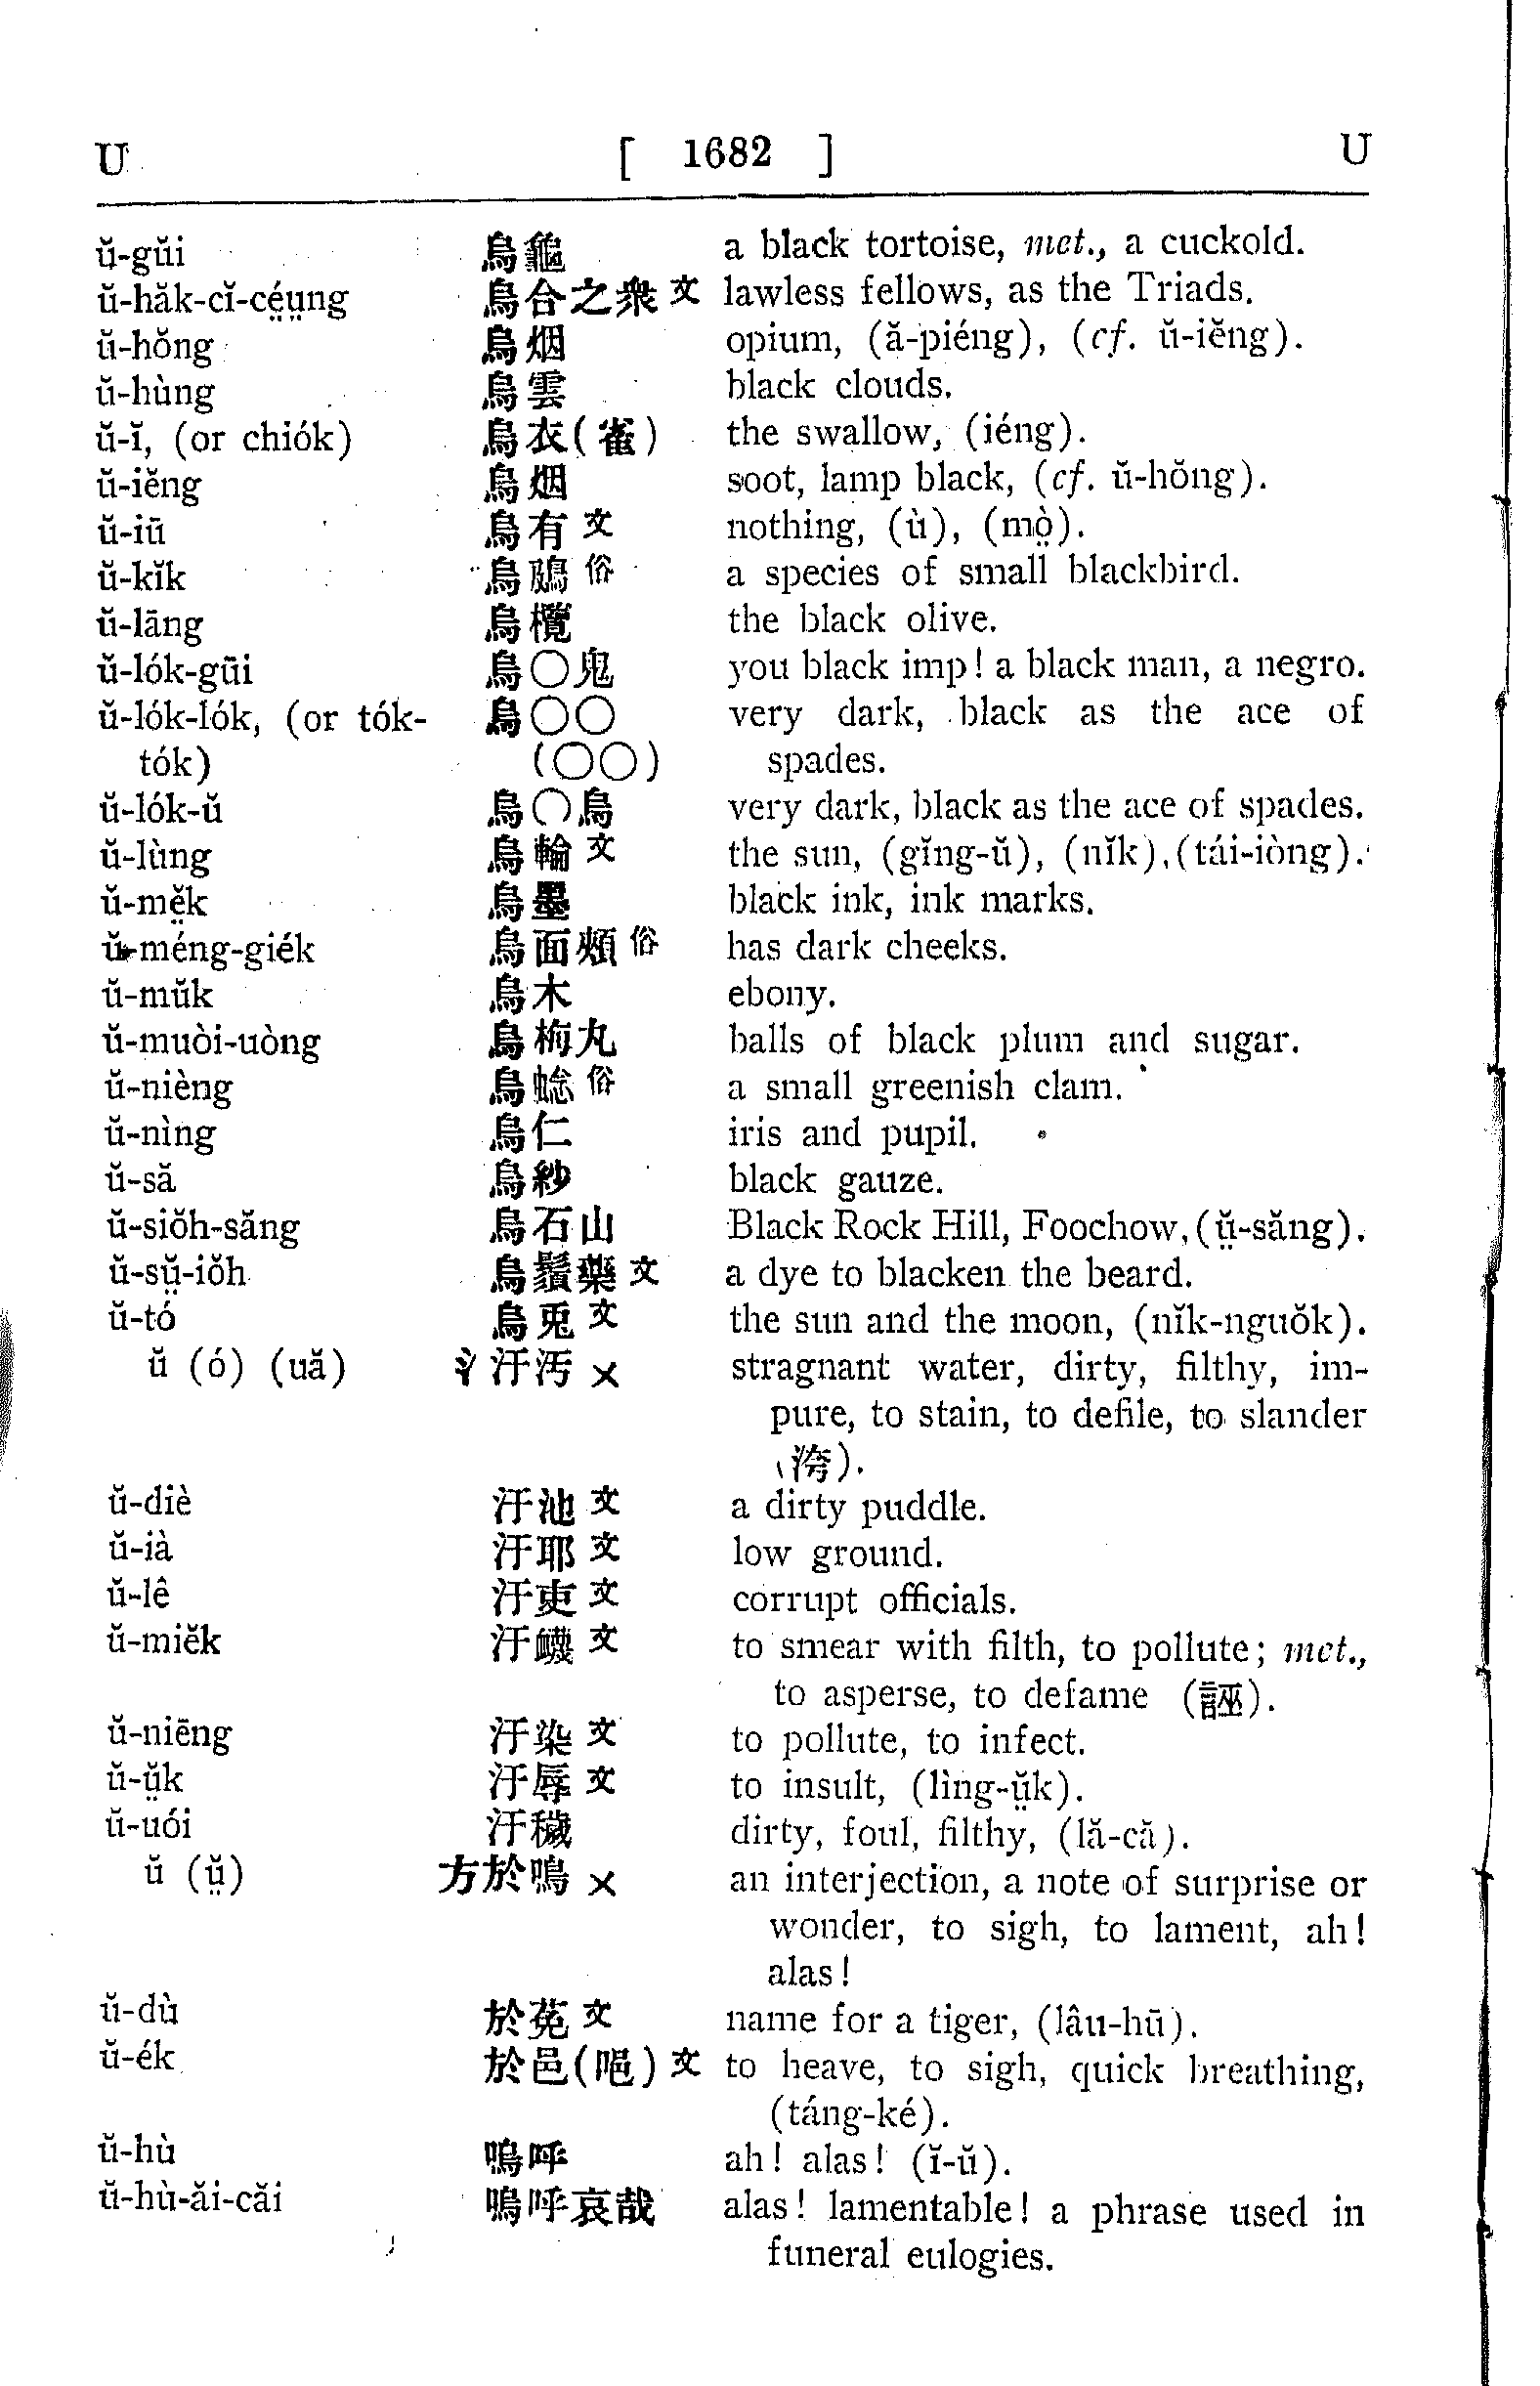 U [ 1682 ] U
ŭ-gŭi 烏龜 a black tortoise, met., a cuckold.
ŭ-hăk-cĭ-cé̤ṳng 烏合之衆文 lawless fellows, as the Triads.
ŭ-hŏng 烏烟 opium, (ă-piéng), (cf. ŭ-iĕng).
ŭ-hùng 烏雲 black clouds.
ŭ-ĭ, (or chiók) 烏衣(雀) the swallow, (iéng).
ŭ-iĕng 烏烟 soot, lamp black, (cf. ŭ-hŏng).
ŭ-iū 烏有文 nothing, (ù), (mò̤).
ŭ-kĭk 烏鶂俗 a species of small blackbird.
ŭ-lāng 烏欖 the black olive.
ŭ-lók-gūi 烏〇鬼 you black imp! a black man, a negro.
ŭ-lók-lók, (or tók- 烏〇〇 very dark, black as the ace of
tók) (〇〇) spades.
ŭ-lók-ŭ 烏〇烏 very dark, black as the ace of spades.
ŭ-lùng 烏輪文 the sun, (gĭng-ŭ), (nĭk), (tái-iòng).
ŭ-mĕ̤k 烏墨 black ink, ink marks.
ŭ-méng-giék 烏面頰俗 has dark cheeks.
ŭ-mŭk 烏木 ebony.
ŭ-muòi-uòng 烏梅丸 balls of black plum and sugar.
ŭ-nièng 烏俗 a small greenish clam.
ŭ-nìng 烏仁 iris and pupil.
ŭ-să 烏紗 black gauze.
ŭ-siŏh-săng 烏石山 Black Rock Hill, Foochow, (ṳ̆-săng).
ŭ-sṳ̆-iŏh 烏鬚藥文 a dye to blacken the beard.
ŭ-tó 烏兎文 the sun and the moon, (nĭk-nguŏk).
ŭ (ó) (uă) 氵汙汚 × stragnant water, dirty, filthy, im-
pure, to stain, to defile, to slander
(洿).
ŭ-diè 汙池文 a dirty puddle.
ŭ-ià 汙耶文 low ground.
ŭ-lê 汙吏文 corrupt officials.
ŭ-miĕk 汙衊文 to smear with filth, to pollute; met.,
to asperse, to defame (誣).
ŭ-niēng 汙染文 to pollute, to infect.
ŭ-ṳ̆k 汙辱文 to insult, (lìng-ṳ̆k).
ŭ-uói 汙穢 dirty, foul, filthy, (lă-că).
ŭ (ṳ̆) 方於嗚 × an interjection, a note of surprise or
wonder, to sigh, to lament, ah!
alas!
ŭ-dù 於菟文 name for a tiger, (lâu-hū).
ŭ-ék 於邑(唈)文 to heave, to sigh, quick breathing,
(táng-ké).
ŭ-hù 嗚呼 ah! alas! (ĭ-ŭ).
ŭ-hù-ăi-căi 嗚呼哀哉 alas! lamentable! a phrase used in
funeral eulogies.